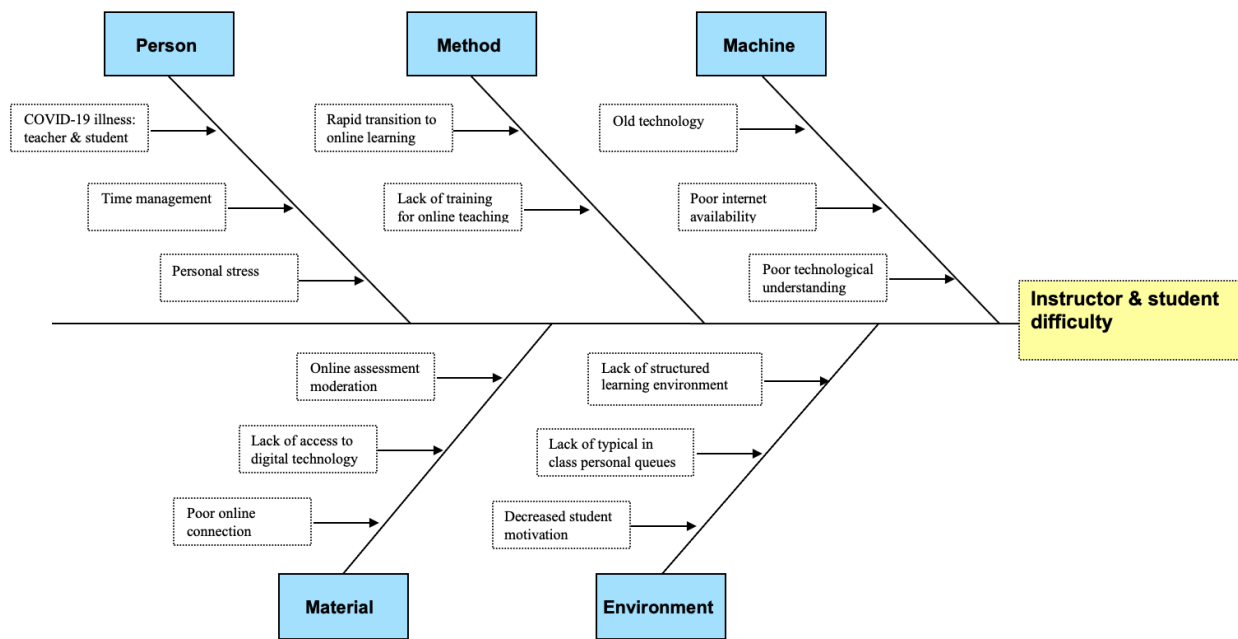 Person
Method
Machine
COVID-19 illness:
teacher & student
Rapid transition to
online learning
Old technology
Time management
Lack of training
for online teaching
Poor internet
availability
Personal stress
Poor technological
understanding
Instructor & student
difficulty
Online assessment
moderation
Lack of structured
learning environment
Lack of access to
digital technology
Lack of typical in
class personal queues
Poor online
connection
Decreased student
motivation
Material
Environment